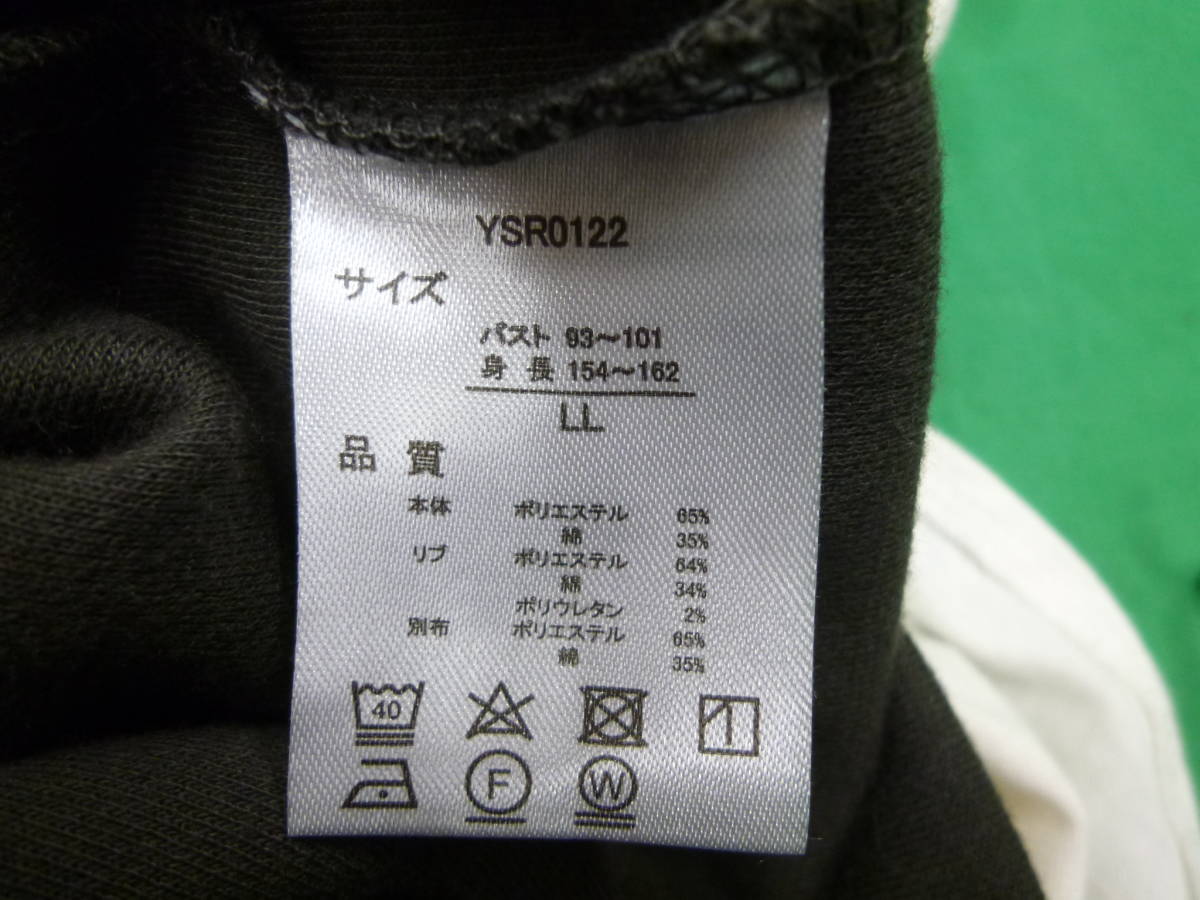 YSR0122
サイズ
バスト 93～101
身 長 154～162
LL
品 質
本体 ポリエステル 65%
綿 35%
リブ ポリエステル 64%
綿 34%
ポリウレタン 2%
別布 ポリエステル 65%
綿 35%
40
F W